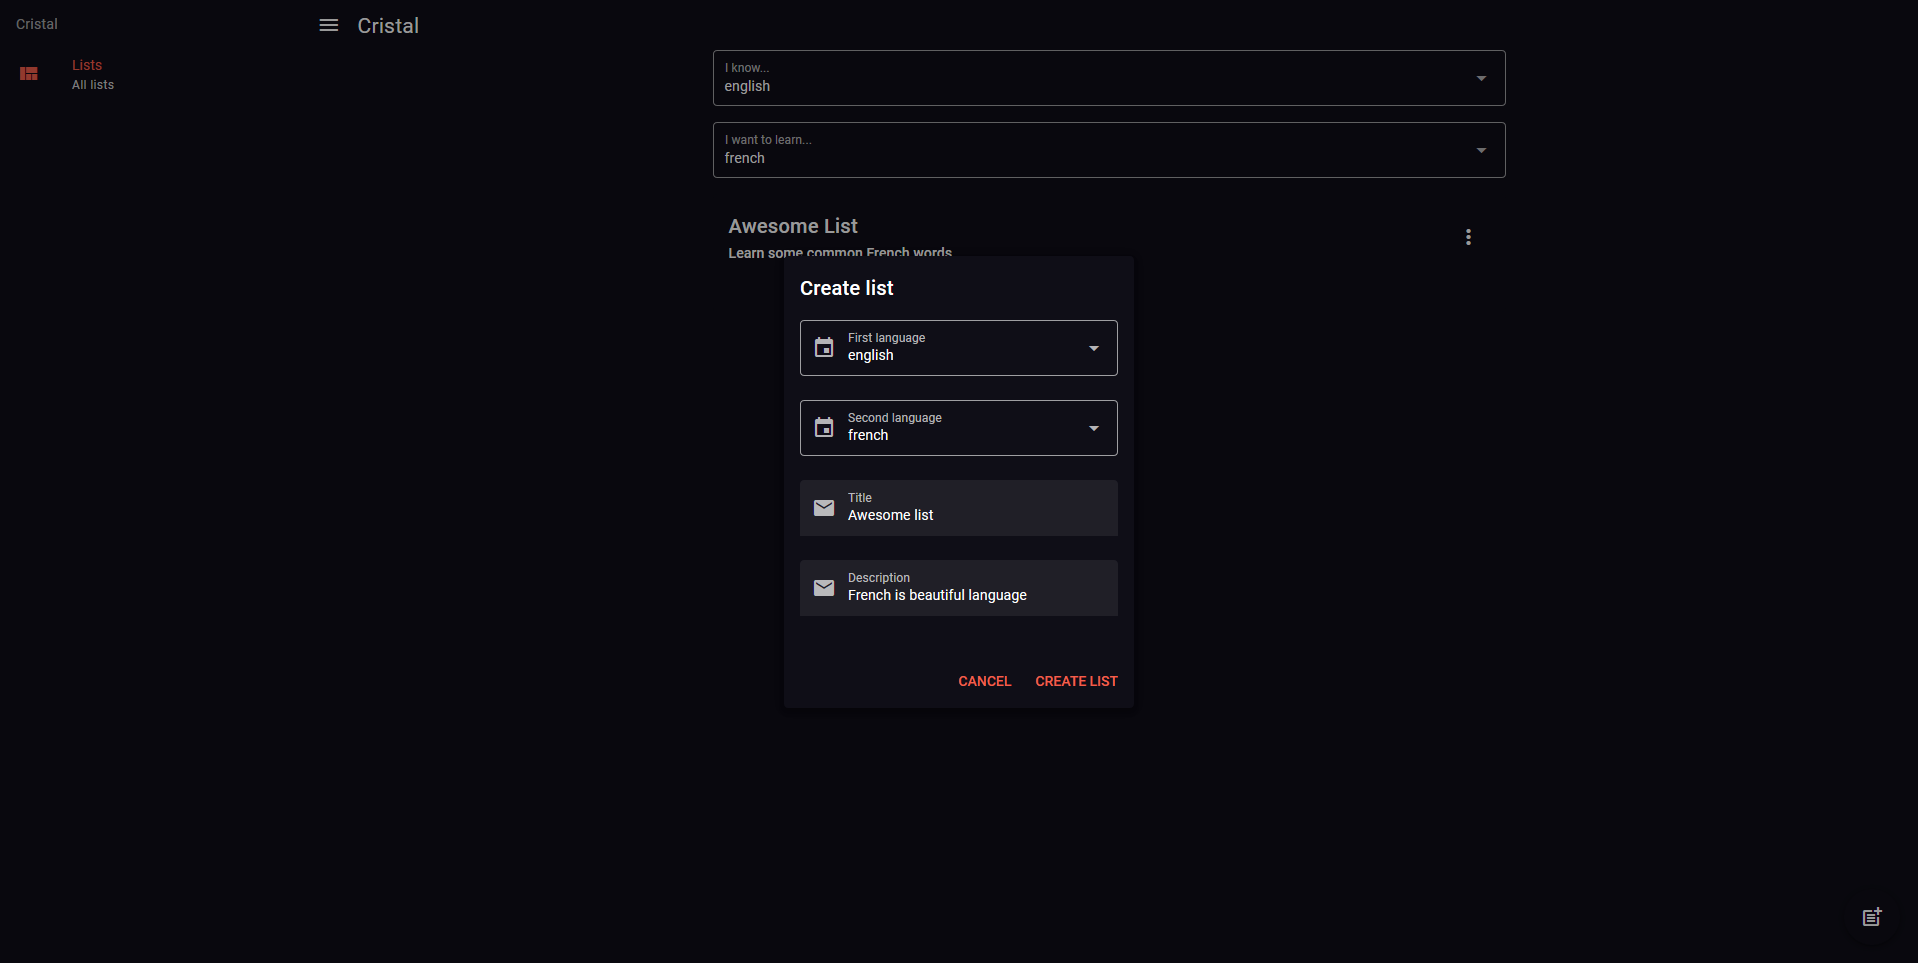 Cristal
Lists
All lists
Cristal
I know...
english
I want to learn...
french
Awesome List
Learn some common French words
Create list
First language
english
Second language
french
Title
Awesome list
Description
French is beautiful language
CANCEL CREATE LIST